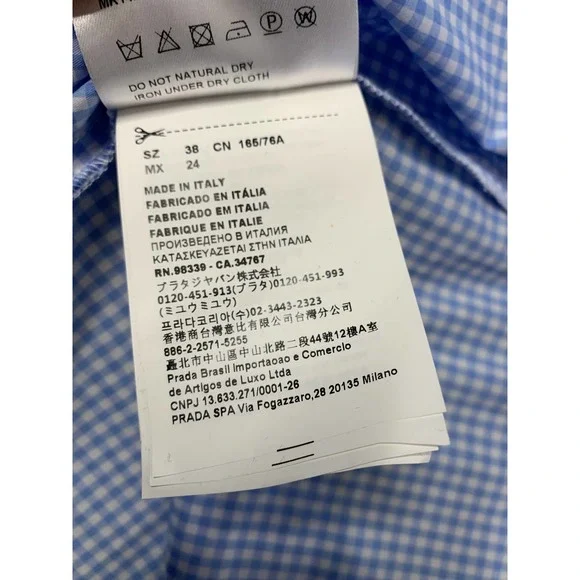 DO NOT NATURAL DRY
IRON UNDER DRY CLOTH
SZ 38 CN 165/76A
MX 24
MADE IN ITALY
FABRICADO EN ITÁLIA
FABRICADO EM ITALIA
FABRIQUE EN ITALIE
ПРОИЗВЕДЕНО В ИТАЛИЯ
ΚΑΤΑΣΚΕΥΑΖΕΤΑΙ ΣΤΗΝ ΙΤΑΛΙΑ
RN.98339 - CA.34767
プラダジャパン株式会社
0120-451-913(プラダ) 0120-451-993
(ミュウミュウ)
프라다코리아(수)02-3443-2323
香港商台灣意比有限公司台灣分公司
886-2-2571-5255
臺北市中山區中山北路二段44號12樓A室
Prada Brasil Importaoao e Comercio
de Artigos de Luxo Ltda
CNPJ 13.633.271/0001-26
PRADA SPA Via Fogazzaro,28 20135 Milano